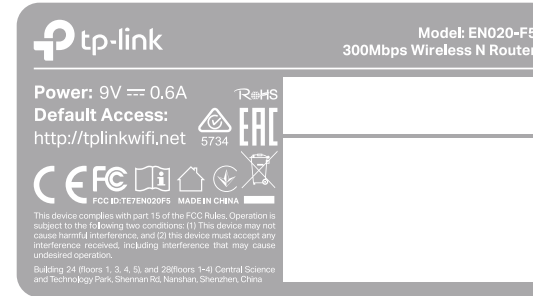 tp-link
Model: EN020-F5
300Mbps Wireless N Router
Power: 9V 0.6A
RoHS
Default Access:
http://tplinkwifi.net
5734
EAC
CE FC
FCC ID:TE7EN020F5 MADE IN CHINA
This device complies with part 15 of the FCC Rules. Operation is
subject to the following two conditions: (1) This device may not
cause harmful interference, and (2) this device must accept any
interference received, including interference that may cause
undesired operation.
Building 24 (floors 1, 3, 4, 5), and 28(floors 1-4) Central Science
and Technology Park, Shennan Rd, Nanshan, Shenzhen, China